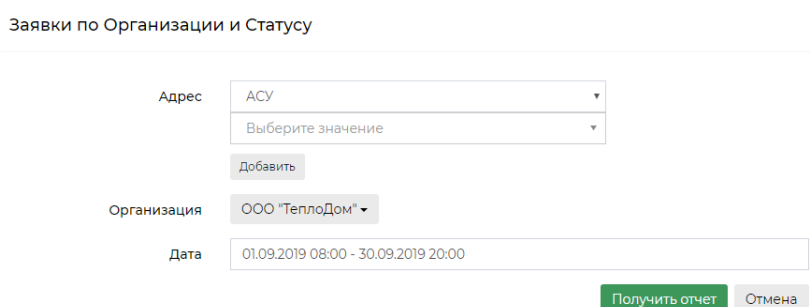 Заявки по Организации и Статусу
Адрес
АСУ
Выберите значение
Добавить
Организация ООО "ТеплоДом"
Дата 01.09.2019 08:00 - 30.09.2019 20:00
Получить отчет Отмена